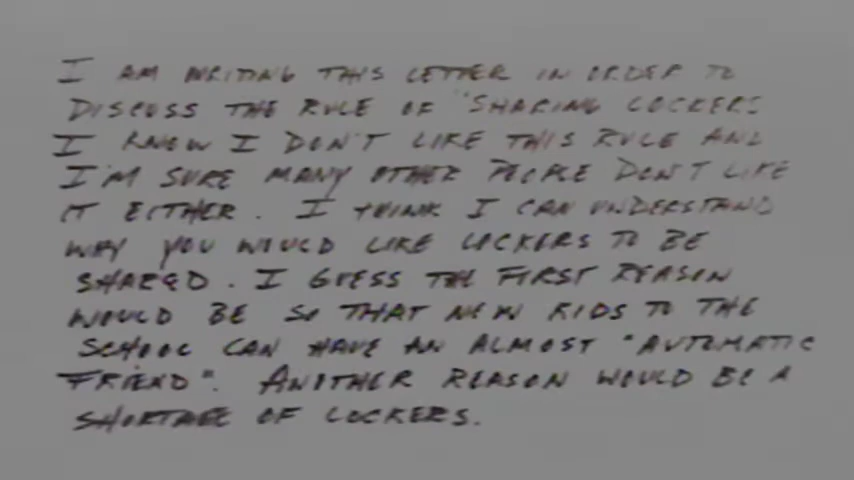 I AM WRITING THIS LETTER IN ORDER TO
DISCUSS THE RULE OF "SHARING LOCKERS
I KNOW I DON'T LIKE THIS RULE AND
I'M SURE MANY OTHER PEOPLE DON'T LIKE
IT EITHER. I THINK I CAN UNDERSTAND
WHY YOU WOULD LIKE LOCKERS TO BE
SHARED. I GUESS THE FIRST REASON
WOULD BE SO THAT NEW KIDS TO THE
SCHOOL CAN HAVE AN ALMOST "AUTOMATIC
FRIEND". ANOTHER REASON WOULD BE A
SHORTAGE OF LOCKERS.